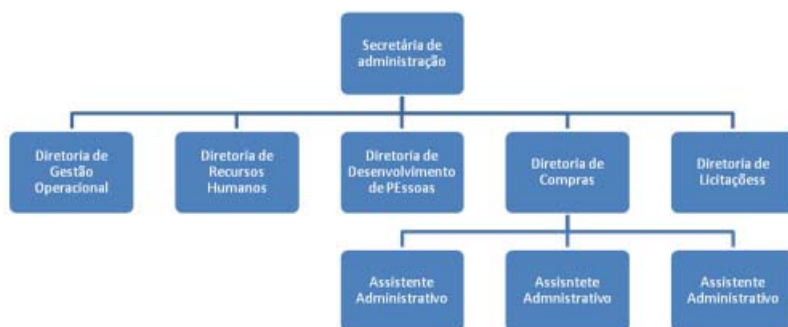 Secretária de
administração
Diretoria de
Gestão
Operacional
Diretoria de
Recursos
Humanos
Diretoria de
Desenvolvimento
de PEssoas
Diretoria de
Compras
Diretoria de
Licitaçõess
Assistente
Administrativo
Assisntete
Admnistrativo
Assistente
Administrativo